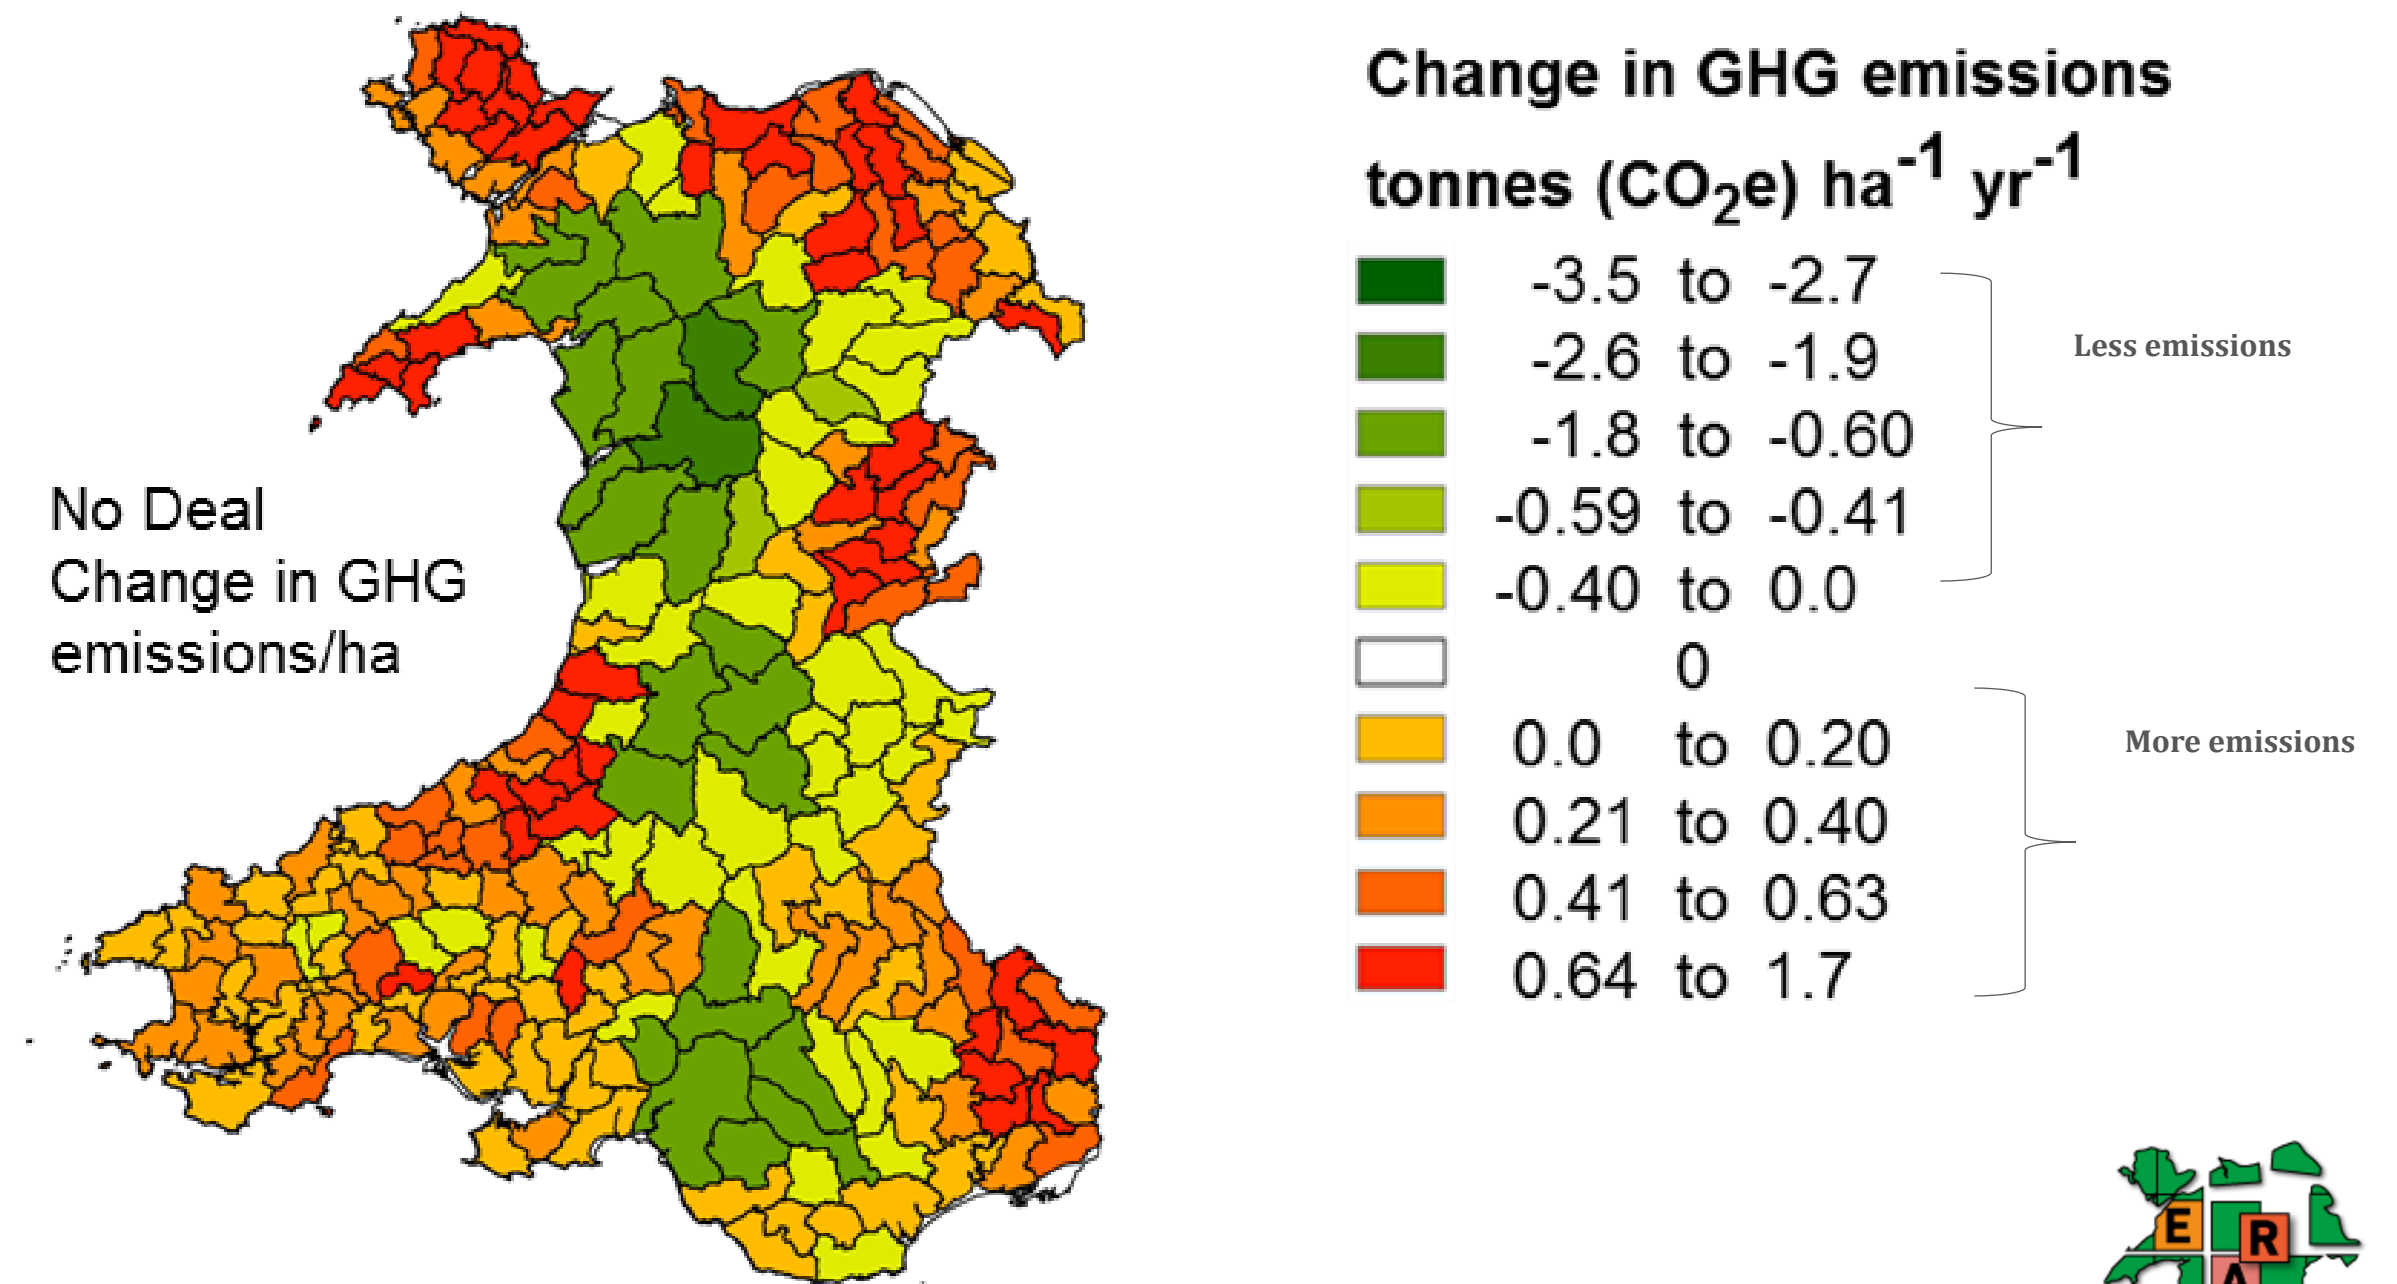 Change in GHG emissions
tonnes (CO2e) ha-1 yr-1
-3.5 to -2.7
-2.6 to -1.9
-1.8 to -0.60
-0.59 to -0.41
-0.40 to 0.0
0
0.0 to 0.20
0.21 to 0.40
0.41 to 0.63
0.64 to 1.7
Less emissions
More emissions
No Deal
Change in GHG
emissions/ha
E
R
A